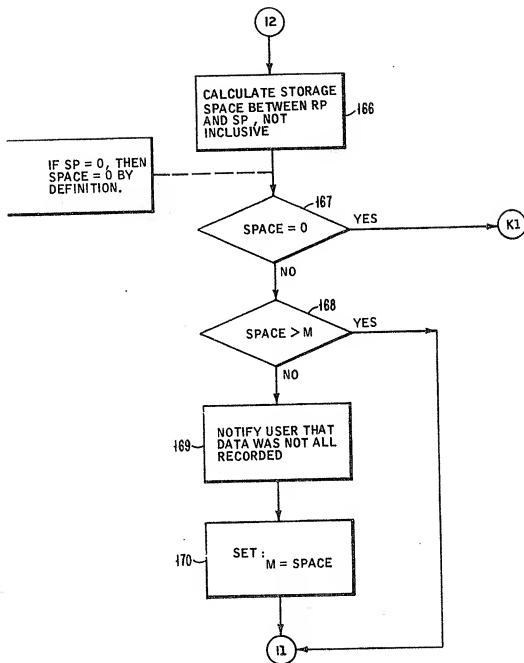 I2
CALCULATE STORAGE
SPACE BETWEEN RP
AND SP, NOT
INCLUSIVE
166
IF SP = 0, THEN
SPACE = 0 BY
DEFINITION.
167
SPACE = 0
YES
K1
NO
168
SPACE > M
YES
NO
NOTIFY USER THAT
DATA WAS NOT ALL
RECORDED
169
SET :
M = SPACE
170
I1